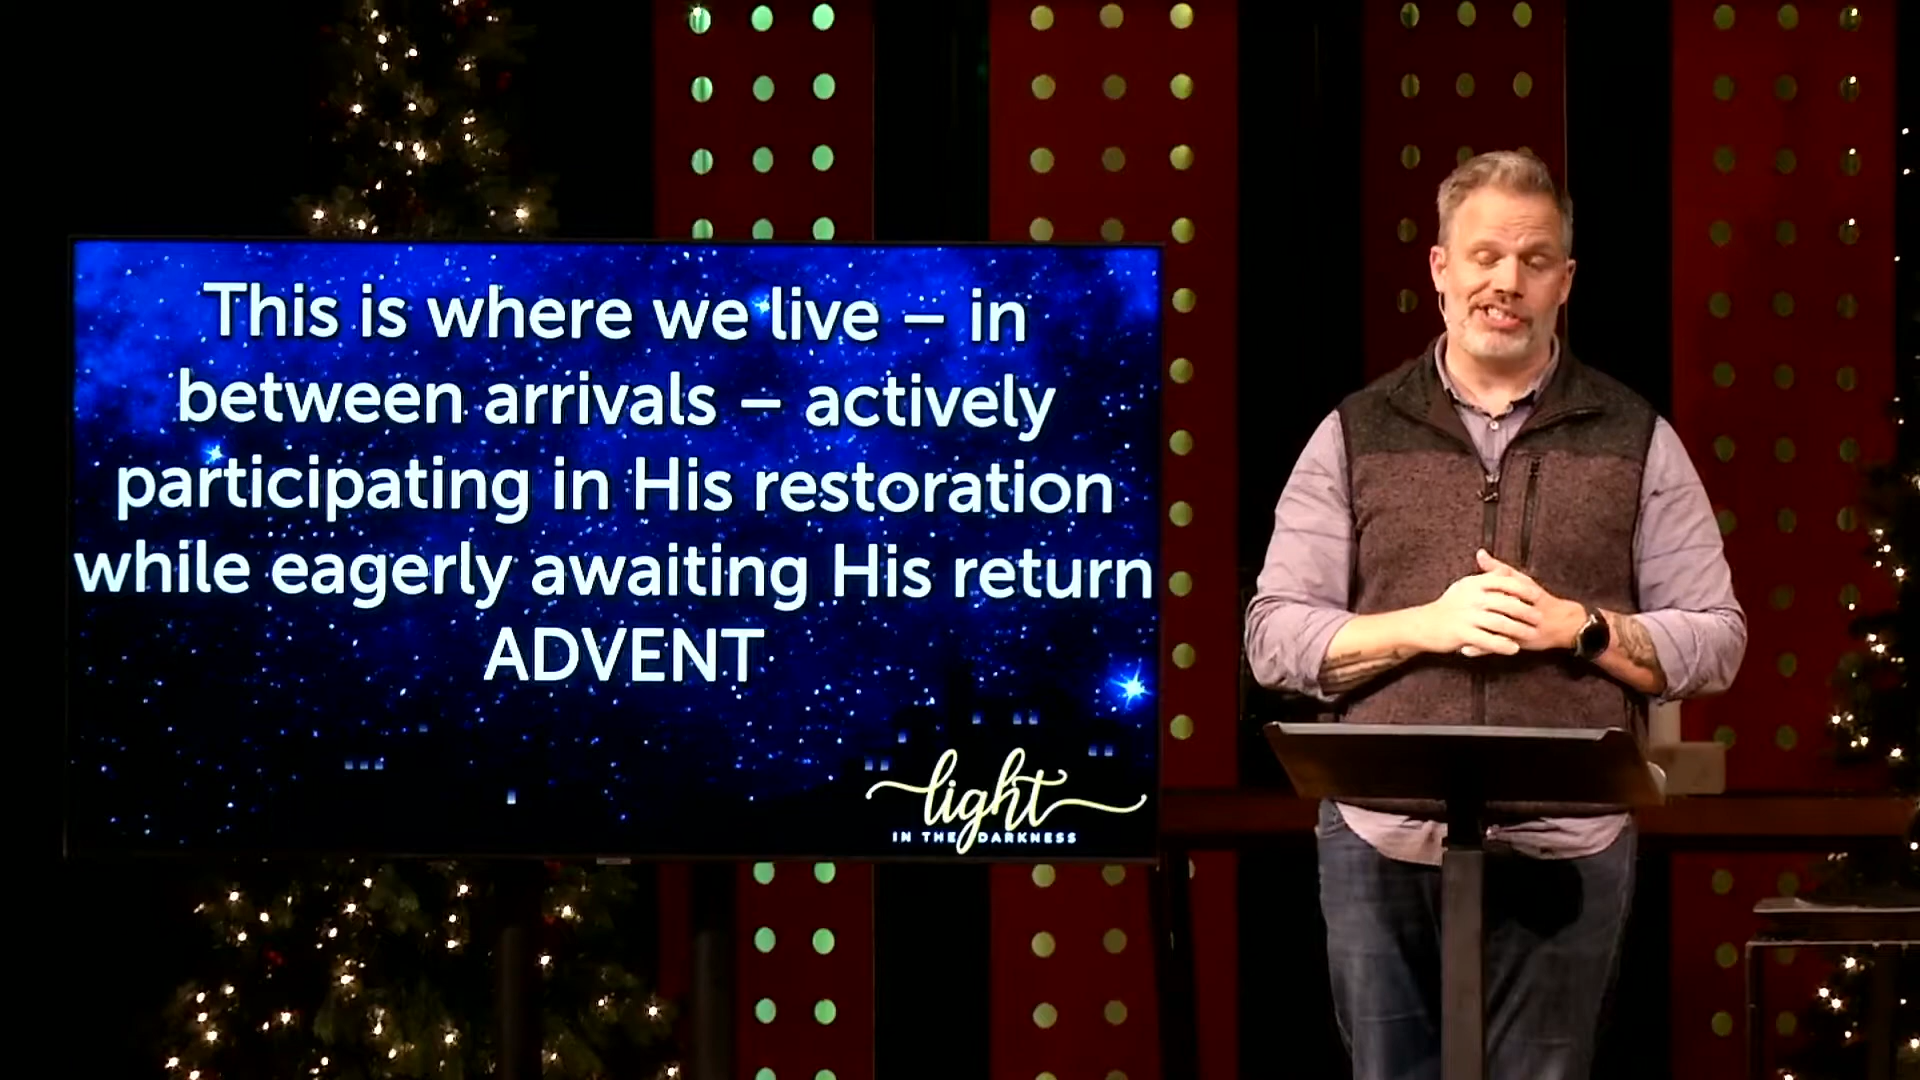 This is where we live – in
between arrivals – actively
participating in His restoration
while eagerly awaiting His return
ADVENT
light
IN THE DARKNESS